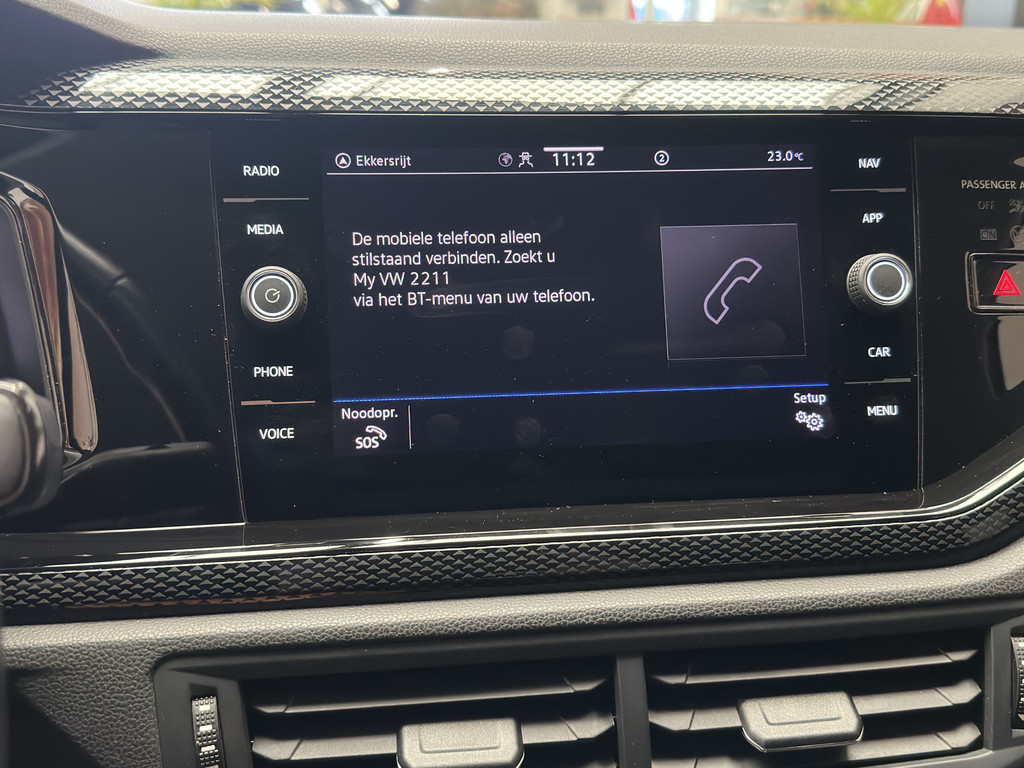 RADIO
MEDIA
PHONE
VOICE
Ekkersrijt
11:12
2
23.0°C
De mobiele telefoon alleen
stilstaand verbinden. Zoekt u
My VW 2211
via het BT-menu van uw telefoon.
Noodopr.
SOS
Setup
NAV
APP
CAR
MENU
PASSENGER A
OFF
ON